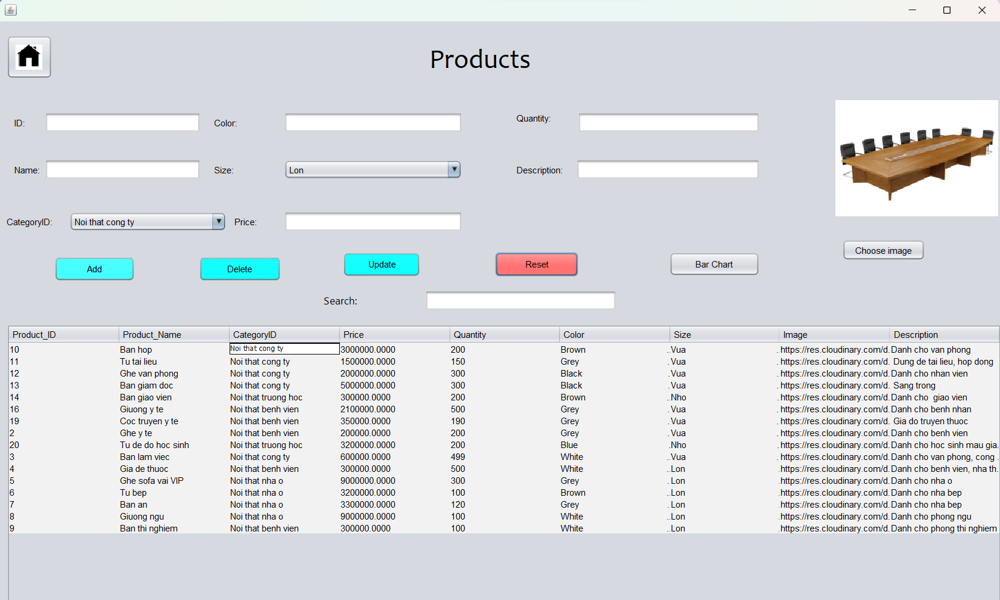 Products
ID:
Color:
Quantity:
Name:
Size:
Lon
Description:
CategoryID:
Noi that cong ty
Price:
Choose image
Add
Delete
Update
Reset
Bar Chart
Search:
Product_ID Product_Name CategoryID Price Quantity Color Size Image Description
10 Ban hop Noi that cong ty 3000000.0000 200 Brown ..Vua . https://res.cloudinary.com/d. Danh cho van phong
11 Tu tai lieu Noi that cong ty 1500000.0000 150 Grey .Vua . https://res.cloudinary.com/d. Dung de tai lieu, hop dong
12 Ghe van phong Noi that cong ty 2000000.0000 300 Black .Vua . https://res.cloudinary.com/d. Danh cho nhan vien
13 Ban giam doc Noi that cong ty 5000000.0000 300 Black .Vua . https://res.cloudinary.com/d. Sang trong
14 Ban giao vien Noi that truong hoc 300000.0000 200 Brown ..Nho . https://res.cloudinary.com/d. Danh cho giao vien
16 Giuong y te Noi that benh vien 2100000.0000 500 Grey .Vua . https://res.cloudinary.com/d. Danh cho benh nhan
19 Coc truyen y te Noi that benh vien 350000.0000 190 Grey .Vua . https://res.cloudinary.com/d. Gia do truyen thuoc
2 Ghe y te Noi that benh vien 200000.0000 200 Grey .Vua . https://res.cloudinary.com/d. Danh cho benh vien
20 Tu de do hoc sinh Noi that truong hoc 3200000.0000 200 Blue .Nho . https://res.cloudinary.com/d. Danh cho hoc sinh mau gia.
3 Ban lam viec Noi that cong ty 600000.0000 499 White ..Vua . https://res.cloudinary.com/d. Danh cho van phong, cong .
4 Gia de thuoc Noi that benh vien 300000.0000 500 White ..Lon .https://res.cloudinary.com/d. Danh cho benh vien, nha th.
5 Ghe sofa vai VIP Noi that nha o 9000000.0000 300 Grey .Lon .https://res.cloudinary.com/d. Danh cho nha o
6 Tu bep Noi that nha o 3200000.0000 100 Brown ..Lon .https://res.cloudinary.com/d. Danh cho nha bep
7 Ban an Noi that nha o 3300000.0000 120 Grey .Lon .https://res.cloudinary.com/d. Danh cho nha bep
8 Giuong ngu Noi that nha o 9000000.0000 100 White ..Lon .https://res.cloudinary.com/d. Danh cho phong ngu
9 Ban thi nghiem Noi that benh vien 300000.0000 100 White ..Lon .https://res.cloudinary.com/d. Danh cho phong thi nghiem